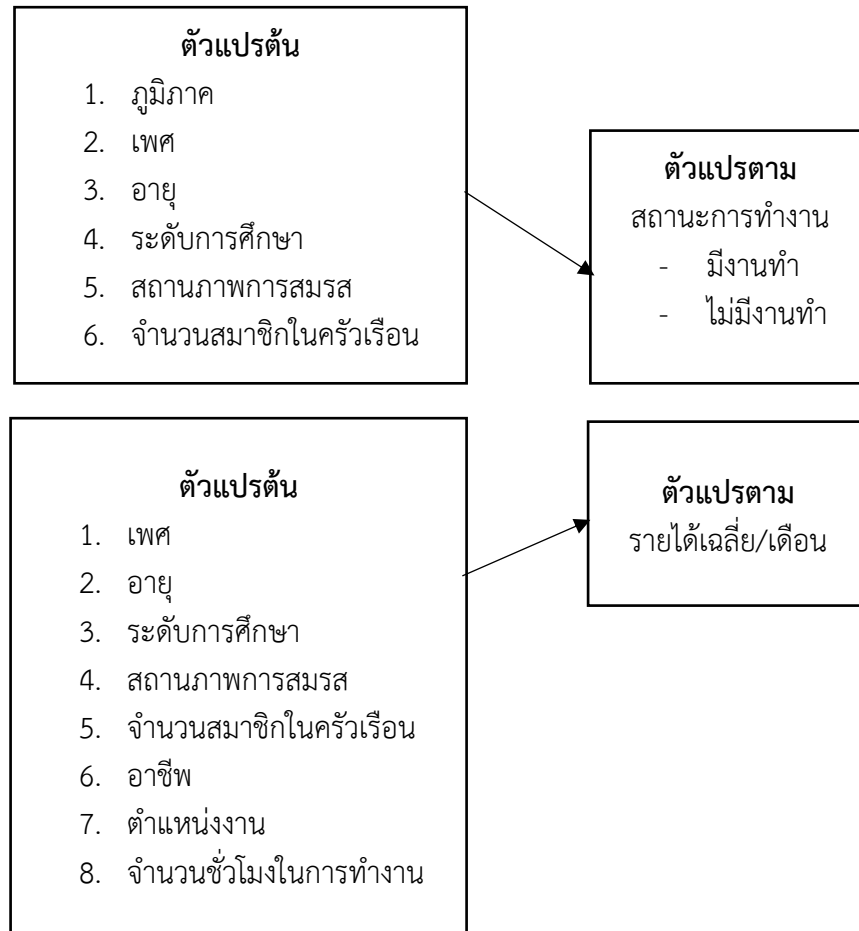 ตัวแปรต้น
1. ภูมิภาค
2. เพศ
3. อายุ
4. ระดับการศึกษา
5. สถานภาพการสมรส
6. จำนวนสมาชิกในครัวเรือน
ตัวแปรตาม
สถานะการทำงาน
- มีงานทำ
- ไม่มีงานทำ
ตัวแปรต้น
1. เพศ
2. อายุ
3. ระดับการศึกษา
4. สถานภาพการสมรส
5. จำนวนสมาชิกในครัวเรือน
6. อาชีพ
7. ตำแหน่งงาน
8. จำนวนชั่วโมงในการทำงาน
ตัวแปรตาม
รายได้เฉลี่ย/เดือน